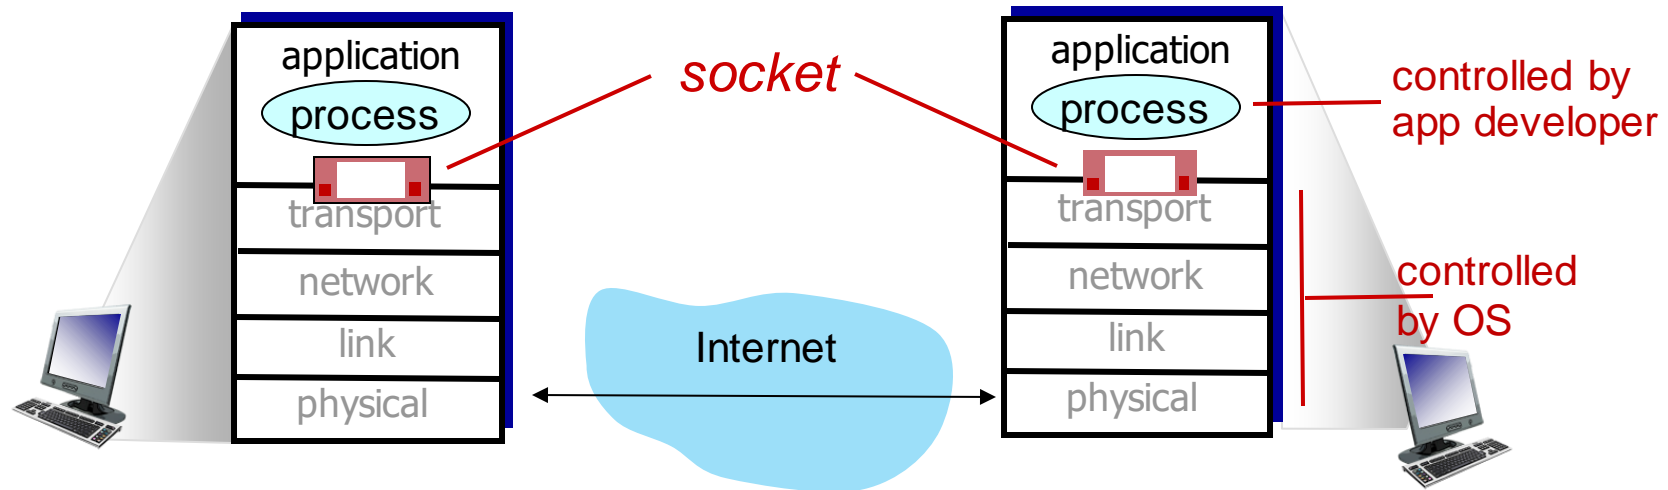 application
process
transport
network
link
physical
socket
Internet
application
process
transport
network
link
physical
controlled by
app developer
controlled
by OS